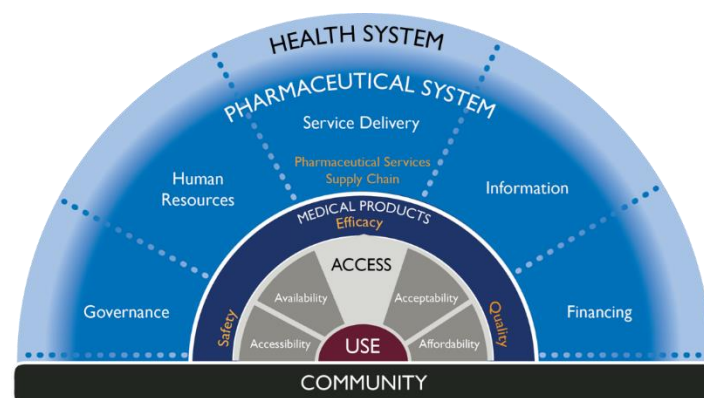 HEALTH SYSTEM
PHARMACEUTICAL SYSTEM
Service Delivery
Pharmaceutical Services
Supply Chain
Human
Resources
Information
Governance
Financing
MEDICAL PRODUCTS
Efficacy
Safety
Quality
ACCESS
Availability
Acceptability
Accessibility
Affordability
USE
COMMUNITY